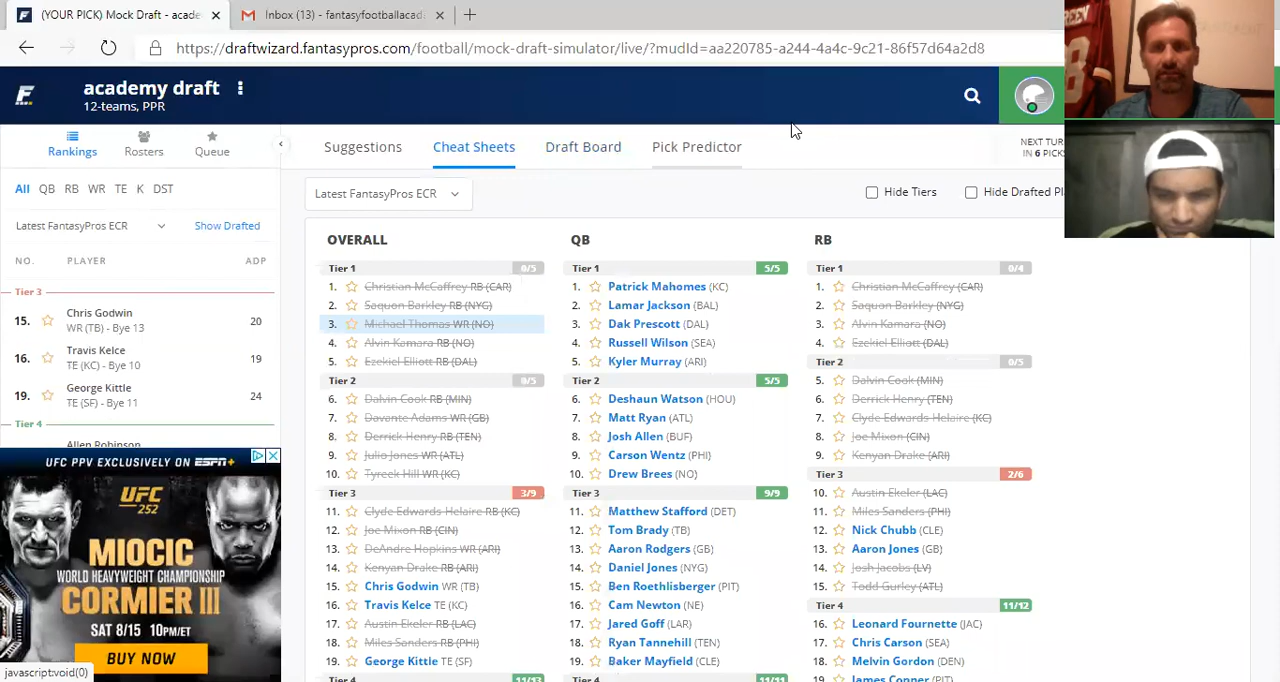 (YOUR PICK) Mock Draft - acade
Inbox (13) - fantasyfootballacad
https://draftwizard.fantasypros.com/football/mock-draft-simulator/live/?mudId=aa220785-a244-4a4c-9c21-86f57d64a2d8
academy draft
12-teams, PPR
Rankings Rosters Queue
All QB RB WR TE K DST
Latest FantasyPros ECR Show Drafted
NO. PLAYER ADP
Tier 3
15. Chris Godwin 20
WR (TB) - Bye 13
16. Travis Kelce 19
TE (KC) - Bye 10
19. George Kittle 24
TE (SF) - Bye 11
Tier 4
Allen Robinson
UFC PPV EXCLUSIVELY ON ESPN+
UFC
252
MIOCIC
WORLD HEAVYWEIGHT CHAMPIONSHIP
CORMIER III
SAT 8/15 10PM/ET
BUY NOW
javascript:void(0)
Suggestions Cheat Sheets Draft Board Pick Predictor
NEXT TUR
IN 6 PICKS
Latest FantasyPros ECR
Hide Tiers Hide Drafted Pl
OVERALL
Tier 1 0/5
1. Christian McCaffrey RB (CAR)
2. Saquon Barkley RB (NYG)
3. Michael Thomas WR (NO)
4. Alvin Kamara RB (NO)
5. Ezekiel Elliott RB (DAL)
Tier 2 0/5
6. Dalvin Cook RB (MIN)
7. Davante Adams WR (GB)
8. Derrick Henry RB (TEN)
9. Julio Jones WR (ATL)
10. Tyreek Hill WR (KC)
Tier 3 3/9
11. Clyde Edwards-Helaire RB (KC)
12. Joe Mixon RB (CIN)
13. DeAndre Hopkins WR (ARI)
14. Kenyan Drake RB (ARI)
15. Chris Godwin WR (TB)
16. Travis Kelce TE (KC)
17. Austin Ekeler RB (LAC)
18. Miles Sanders RB (PHI)
19. George Kittle TE (SF)
Tier 4 11/13
QB
Tier 1 5/5
1. Patrick Mahomes (KC)
2. Lamar Jackson (BAL)
3. Dak Prescott (DAL)
4. Russell Wilson (SEA)
5. Kyler Murray (ARI)
Tier 2 5/5
6. Deshaun Watson (HOU)
7. Matt Ryan (ATL)
8. Josh Allen (BUF)
9. Carson Wentz (PHI)
10. Drew Brees (NO)
Tier 3 9/9
11. Matthew Stafford (DET)
12. Tom Brady (TB)
13. Aaron Rodgers (GB)
14. Daniel Jones (NYG)
15. Ben Roethlisberger (PIT)
16. Cam Newton (NE)
17. Jared Goff (LAR)
18. Ryan Tannehill (TEN)
19. Baker Mayfield (CLE)
Tier 4 11/11
RB
Tier 1 0/4
1. Christian McCaffrey (CAR)
2. Saquon Barkley (NYG)
3. Alvin Kamara (NO)
4. Ezekiel Elliott (DAL)
Tier 2 0/5
5. Dalvin Cook (MIN)
6. Derrick Henry (TEN)
7. Clyde Edwards-Helaire (KC)
8. Joe Mixon (CIN)
9. Kenyan Drake (ARI)
Tier 3 2/6
10. Austin Ekeler (LAC)
11. Miles Sanders (PHI)
12. Nick Chubb (CLE)
13. Aaron Jones (GB)
14. Josh Jacobs (LV)
15. Todd Gurley (ATL)
Tier 4 11/12
16. Leonard Fournette (JAC)
17. Chris Carson (SEA)
18. Melvin Gordon (DEN)
19. James Conner (PIT)